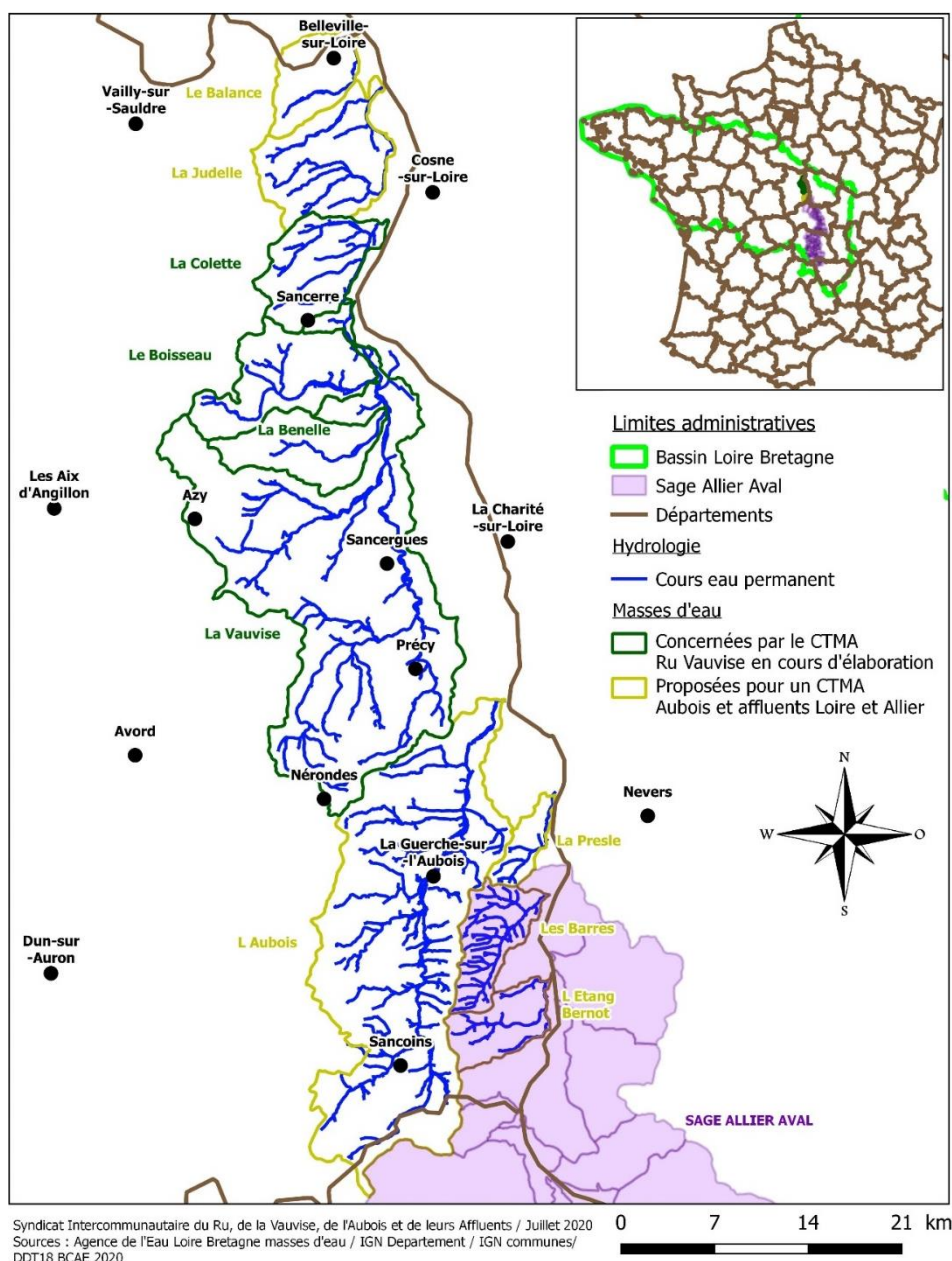 Belleville-
sur-Loire
Vailly-sur
-Sauldre
Le Balance
La Judelle
Cosne
-sur-Loire
La Colette
Sancerre
Le Boisseau
La Benelle
Les Aix
d'Angillon
Azy
La Charité
-sur-Loire
Sancergues
La Vauvise
Précy
Avord
Nérondes
Nevers
La Guerche-sur
-l'Aubois
La Presle
Les Barres
L Aubois
Dun-sur
-Auron
L Etang
Bernot
Sancoins
SAGE ALLIER AVAL
Limites administratives
Bassin Loire Bretagne
Sage Allier Aval
Départements
Hydrologie
Cours eau permanent
Masses d'eau
Concernées par le CTMA
Ru Vauvise en cours d'élaboration
Proposées pour un CTMA
Aubois et affluents Loire et Allier
N
W
O
S
Syndicat Intercommunautaire du Ru, de la Vauvise, de l'Aubois et de leurs Affluents / Juillet 2020
Sources : Agence de l'Eau Loire Bretagne masses d'eau / IGN Departement / IGN communes/
DDT18 BCAE 2020
0 7 14 21 km